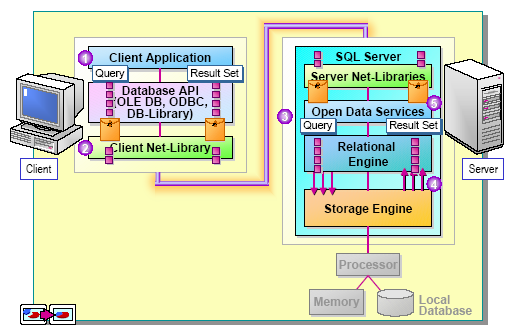 1
Client Application
Query
Result Set
Database API
(OLE DB, ODBC,
DB-Library)
2
Client Net-Library
Client
SQL Server
Server Net-Libraries
5
3
Open Data Services
Query
Result Set
Relational
Engine
4
Storage Engine
Server
Processor
Memory
Local
Database